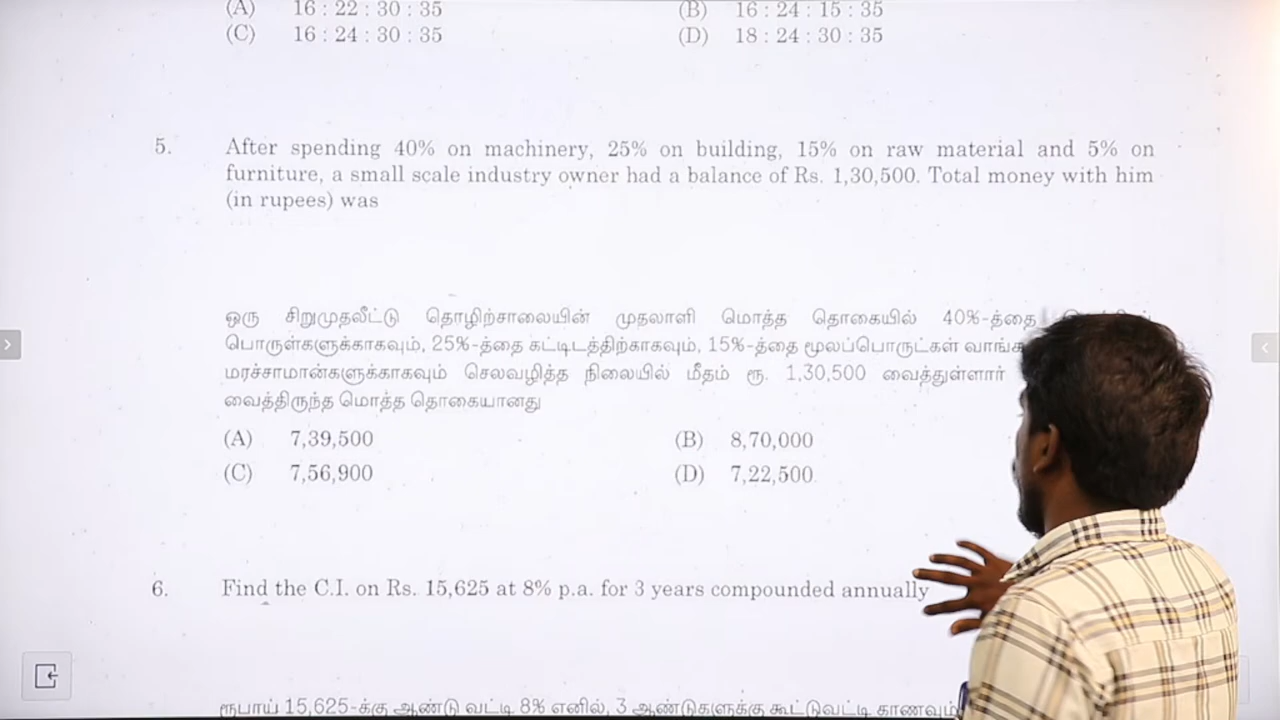 (A) 16 : 22 : 30 : 35 (B) 16 : 24 : 15 : 35
(C) 16 : 24 : 30 : 35 (D) 18 : 24 : 30 : 35
5. After spending 40% on machinery, 25% on building, 15% on raw material and 5% on
furniture, a small scale industry owner had a balance of Rs. 1,30,500. Total money with him
(in rupees) was
ஒரு சிறுமுதலீட்டு தொழிற்சாலையின் முதலாளி மொத்த தொகையில் 40%-த்தை
பொருள்களுக்காகவும், 25%-த்தை கட்டிடத்திற்காகவும், 15%-த்தை மூலப்பொருட்கள்
மரச்சாமான்களுக்காகவும் செலவழித்த நிலையில் மீதம் ரூ. 1,30,500 வைத்துள்ளார்
வைத்திருந்த மொத்த தொகையானது
(A) 7,39,500 (B) 8,70,000
(C) 7,56,900 (D) 7,22,500
6. Find the C.I. on Rs. 15,625 at 8% p.a. for 3 years compounded annually
ரூபாய் 15,625-க்கு ஆண்டு வட்டி 8% எனில், 3 ஆண்டுகளுக்கு கூட்டுவட்டி காணவும்